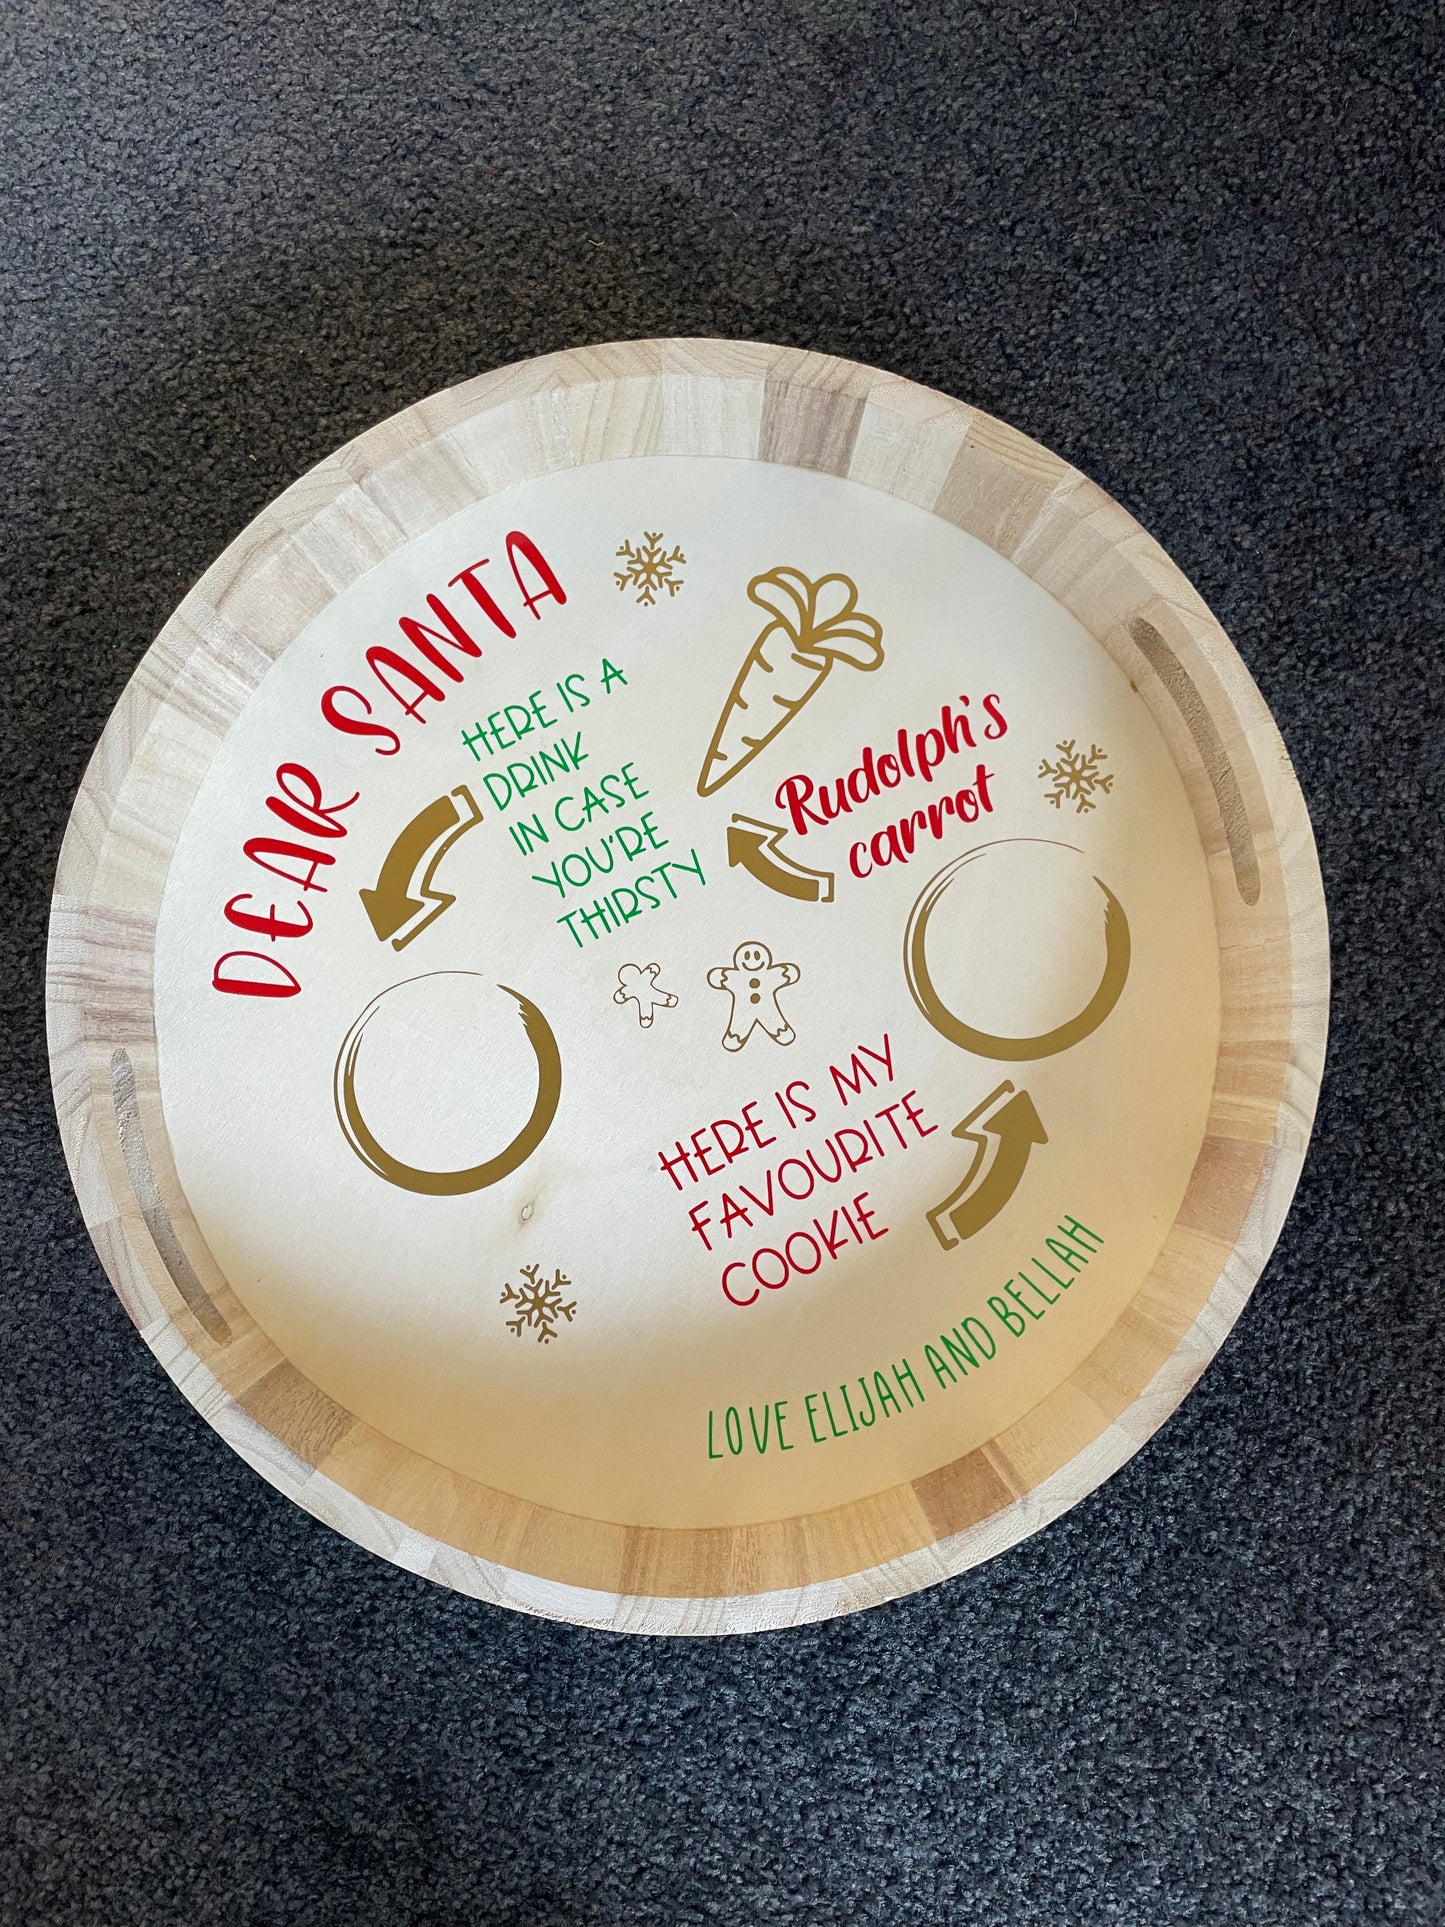 DEAR SANTA
HERE IS A
DRINK
IN CASE
YOU'RE
THIRSTY
Rudolph's
carrot
HERE IS MY
FAVOURITE
COOKIE
LOVE ELIJAH AND BELLAH